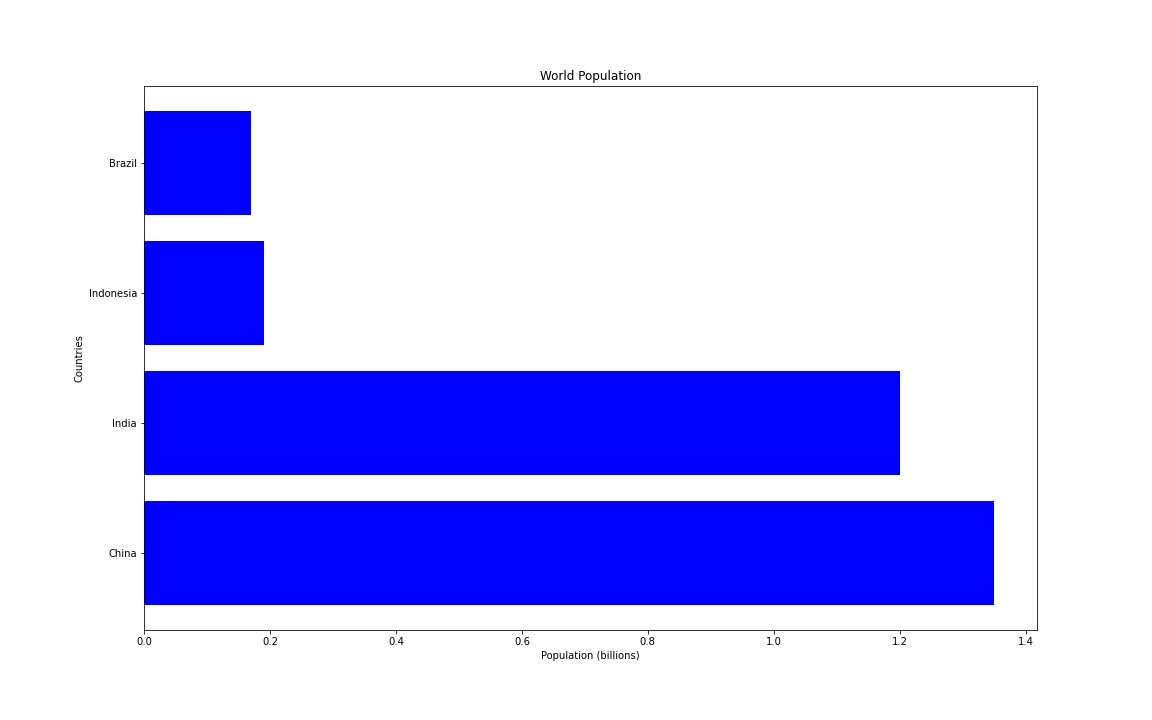 World Population
Brazil
Indonesia
India
China
Countries
0.0 0.2 0.4 0.6 0.8 1.0 1.2 1.4
Population (billions)